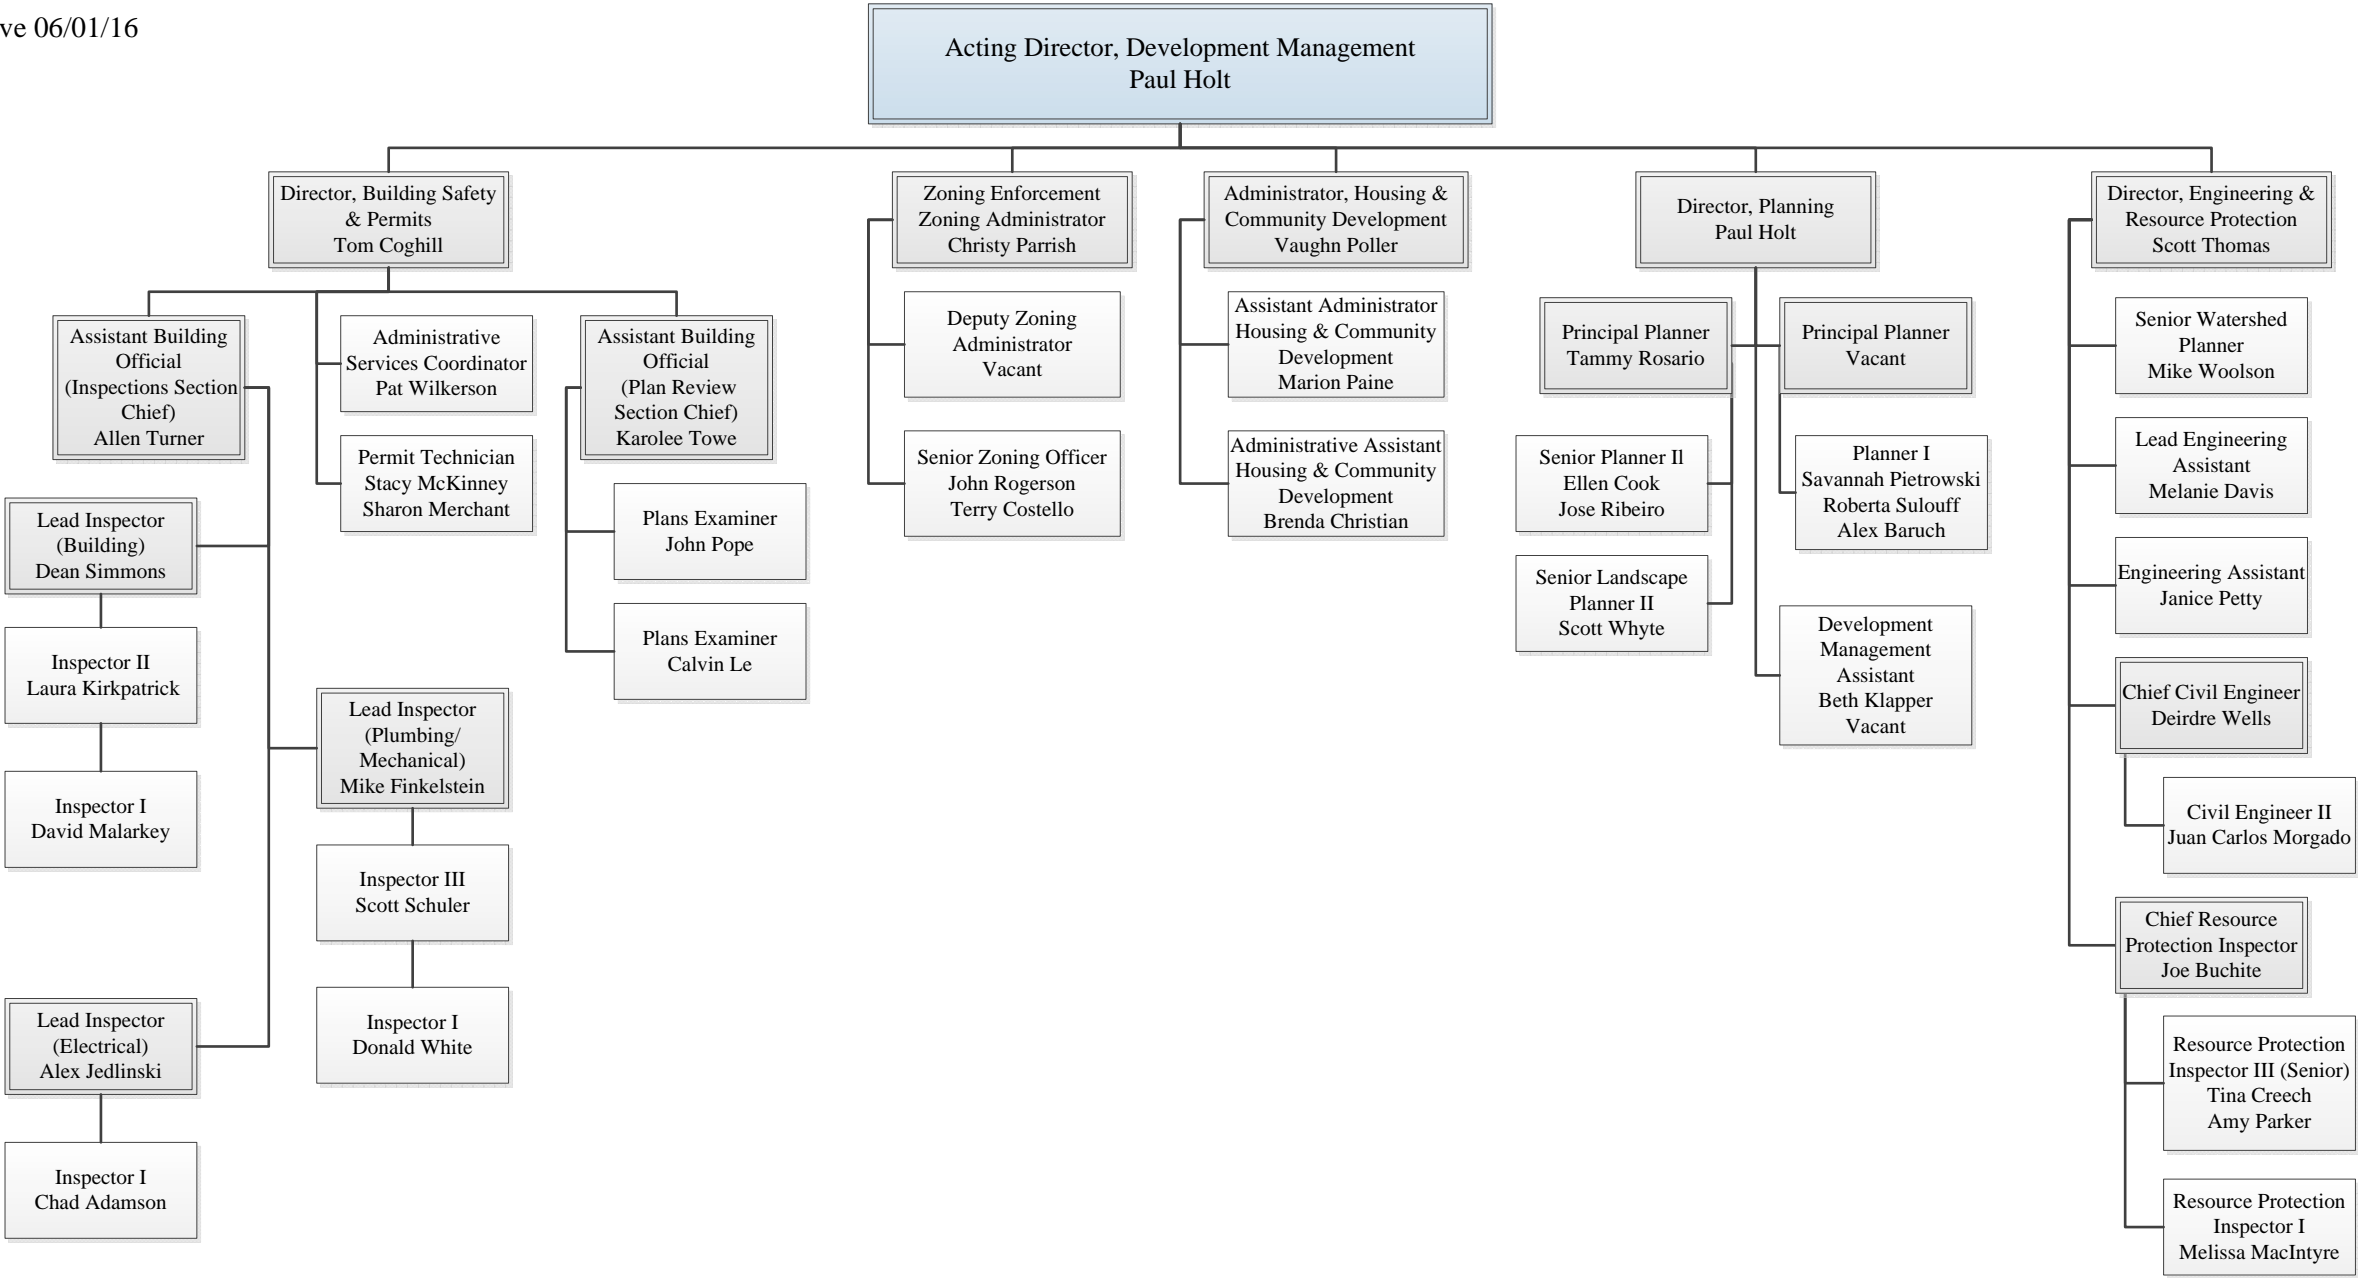 ve 06/01/16
Acting Director, Development Management
Paul Holt
Director, Building Safety
& Permits
Tom Coghill
Assistant Building
Official
(Inspections Section
Chief)
Allen Turner
Lead Inspector
(Building)
Dean Simmons
Inspector II
Laura Kirkpatrick
Inspector I
David Malarkey
Lead Inspector
(Plumbing/
Mechanical)
Mike Finkelstein
Inspector III
Scott Schuler
Inspector I
Donald White
Lead Inspector
(Electrical)
Alex Jedlinski
Inspector I
Chad Adamson
Administrative
Services Coordinator
Pat Wilkerson
Permit Technician
Stacy McKinney
Sharon Merchant
Assistant Building
Official
(Plan Review
Section Chief)
Karolee Towe
Plans Examiner
John Pope
Plans Examiner
Calvin Le
Zoning Enforcement
Zoning Administrator
Christy Parrish
Deputy Zoning
Administrator
Vacant
Senior Zoning Officer
John Rogerson
Terry Costello
Administrator, Housing &
Community Development
Vaughn Poller
Assistant Administrator
Housing & Community
Development
Marion Paine
Administrative Assistant
Housing & Community
Development
Brenda Christian
Director, Planning
Paul Holt
Principal Planner
Tammy Rosario
Senior Planner Il
Ellen Cook
Jose Ribeiro
Senior Landscape
Planner II
Scott Whyte
Principal Planner
Vacant
Planner I
Savannah Pietrowski
Roberta Sulouff
Alex Baruch
Development
Management
Assistant
Beth Klapper
Vacant
Director, Engineering &
Resource Protection
Scott Thomas
Senior Watershed
Planner
Mike Woolson
Lead Engineering
Assistant
Melanie Davis
Engineering Assistant
Janice Petty
Chief Civil Engineer
Deirdre Wells
Civil Engineer II
Juan Carlos Morgado
Chief Resource
Protection Inspector
Joe Buchite
Resource Protection
Inspector III (Senior)
Tina Creech
Amy Parker
Resource Protection
Inspector I
Melissa MacIntyre